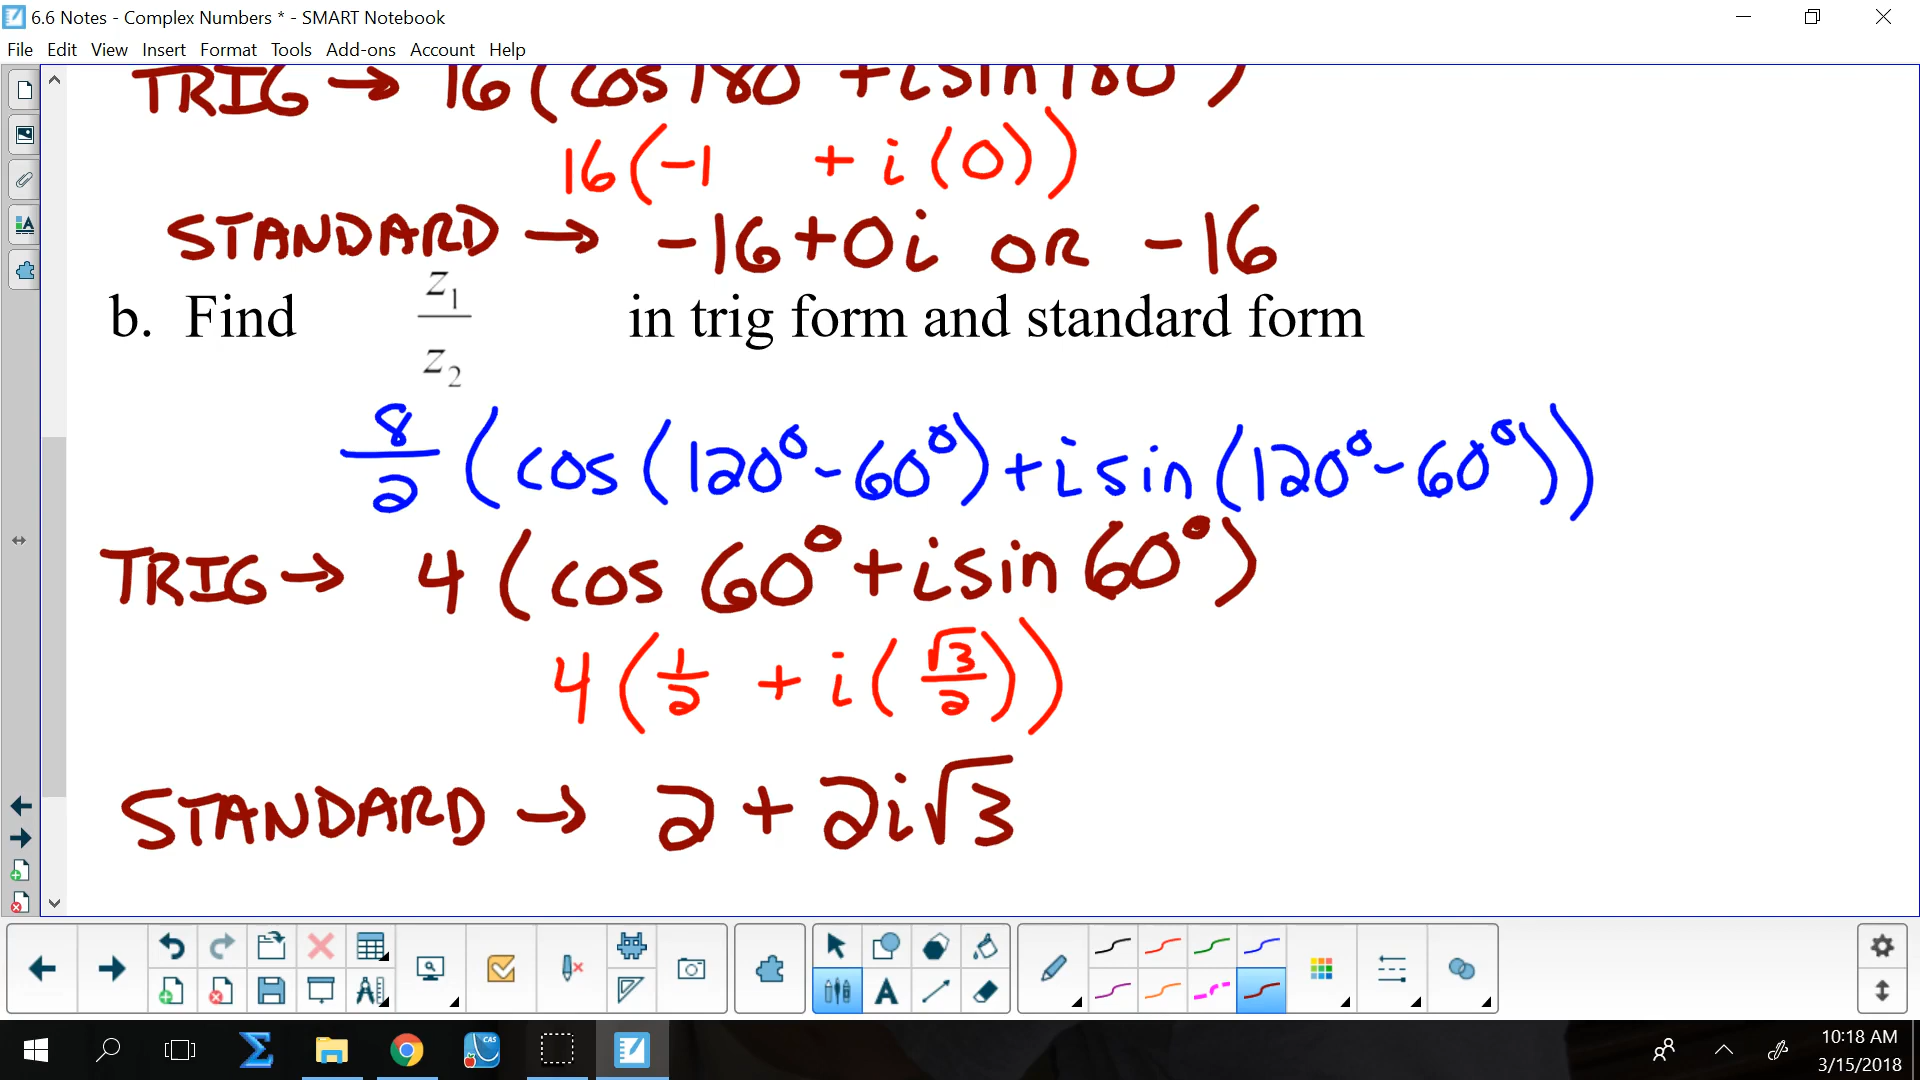 6.6 Notes - Complex Numbers * - SMART Notebook
File Edit View Insert Format Tools Add-ons Account Help
TRIG → 16 (cos 180 + i sin 180 )
16 (-1 + i (0))
STANDARD → -16 + 0i OR -16
b. Find z₁/z₂ in trig form and standard form
8/2 (cos (120° - 60°) + i sin (120° - 60°))
TRIG → 4 (cos 60° + i sin 60°)
4 (1/2 + i (√3/2))
STANDARD → 2 + 2i√3
A
CAS
10:18 AM
3/15/2018